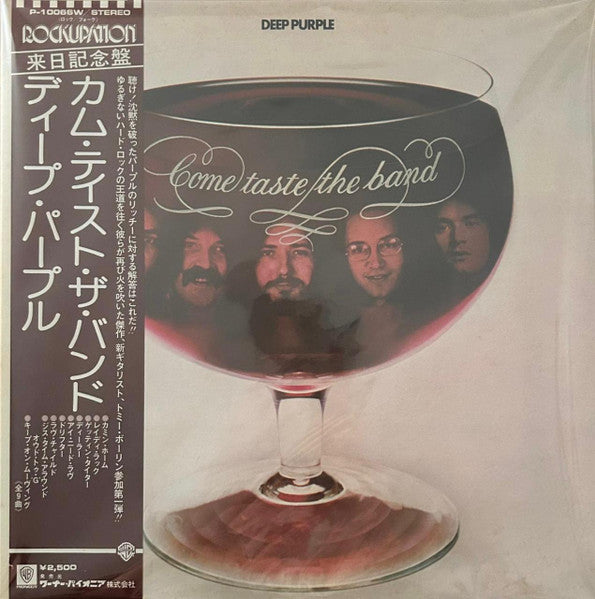 P-10066W/STEREO
(ロック フォーク)
ROCKUPATION
来日記念盤
聴け!沈黙を破ったパープルのリッチーに対する解答はこれだ!!
ゆるぎないハード・ロックの王道を往く彼らが再び火を吹いた傑作、新ギタリスト、トミー・ボーリン参加第一弾!!
カム・テイスト・ザ・バンド
ディープ・パープル
●カミン・ホーム
●レイディ・ラック
●ゲッティン・タイター
●ディーラー
●アイ・ニード・ラヴ
●ドリフター
●ラヴ・チャイルド
●ジス・タイム・アラウンド
オウド・トゥ・'G'
●キープ・オン・ムーヴィング
〈全9曲〉
¥2,500
発売元
PIONEER
ワーナー・パイオニア株式会社
DEEP PURPLE
Come taste the band